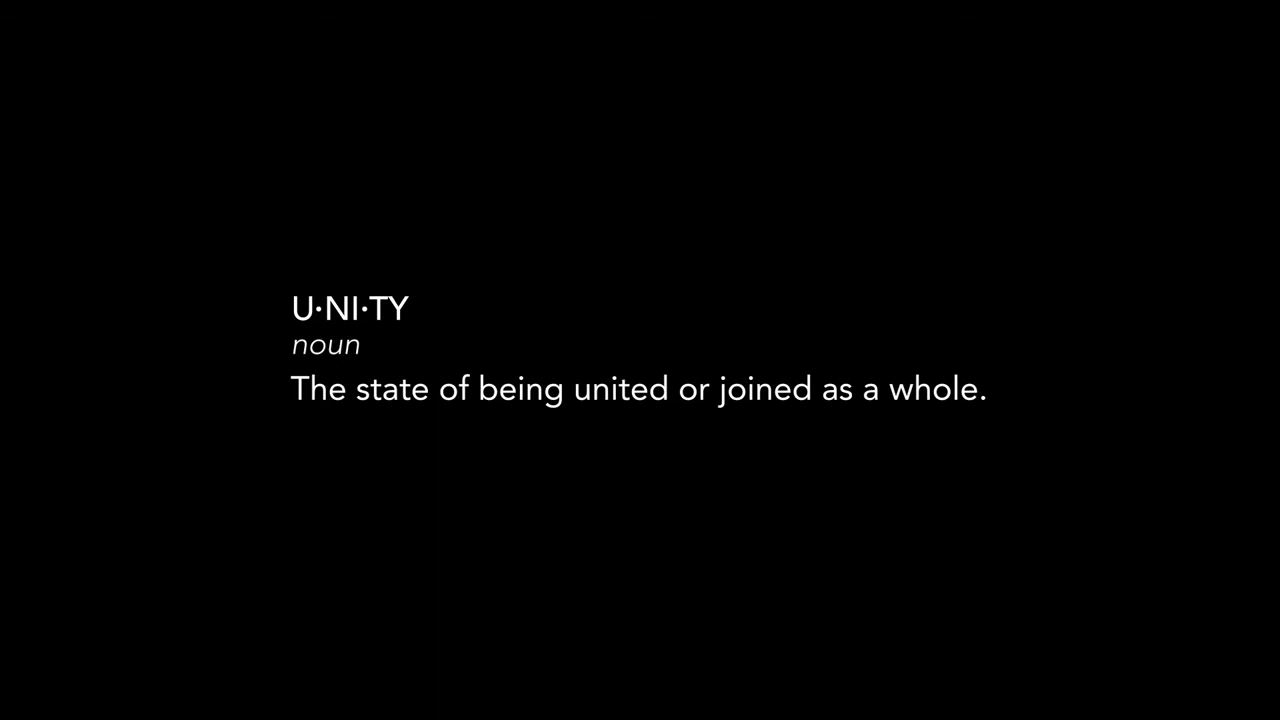 U·NI·TY
noun
The state of being united or joined as a whole.